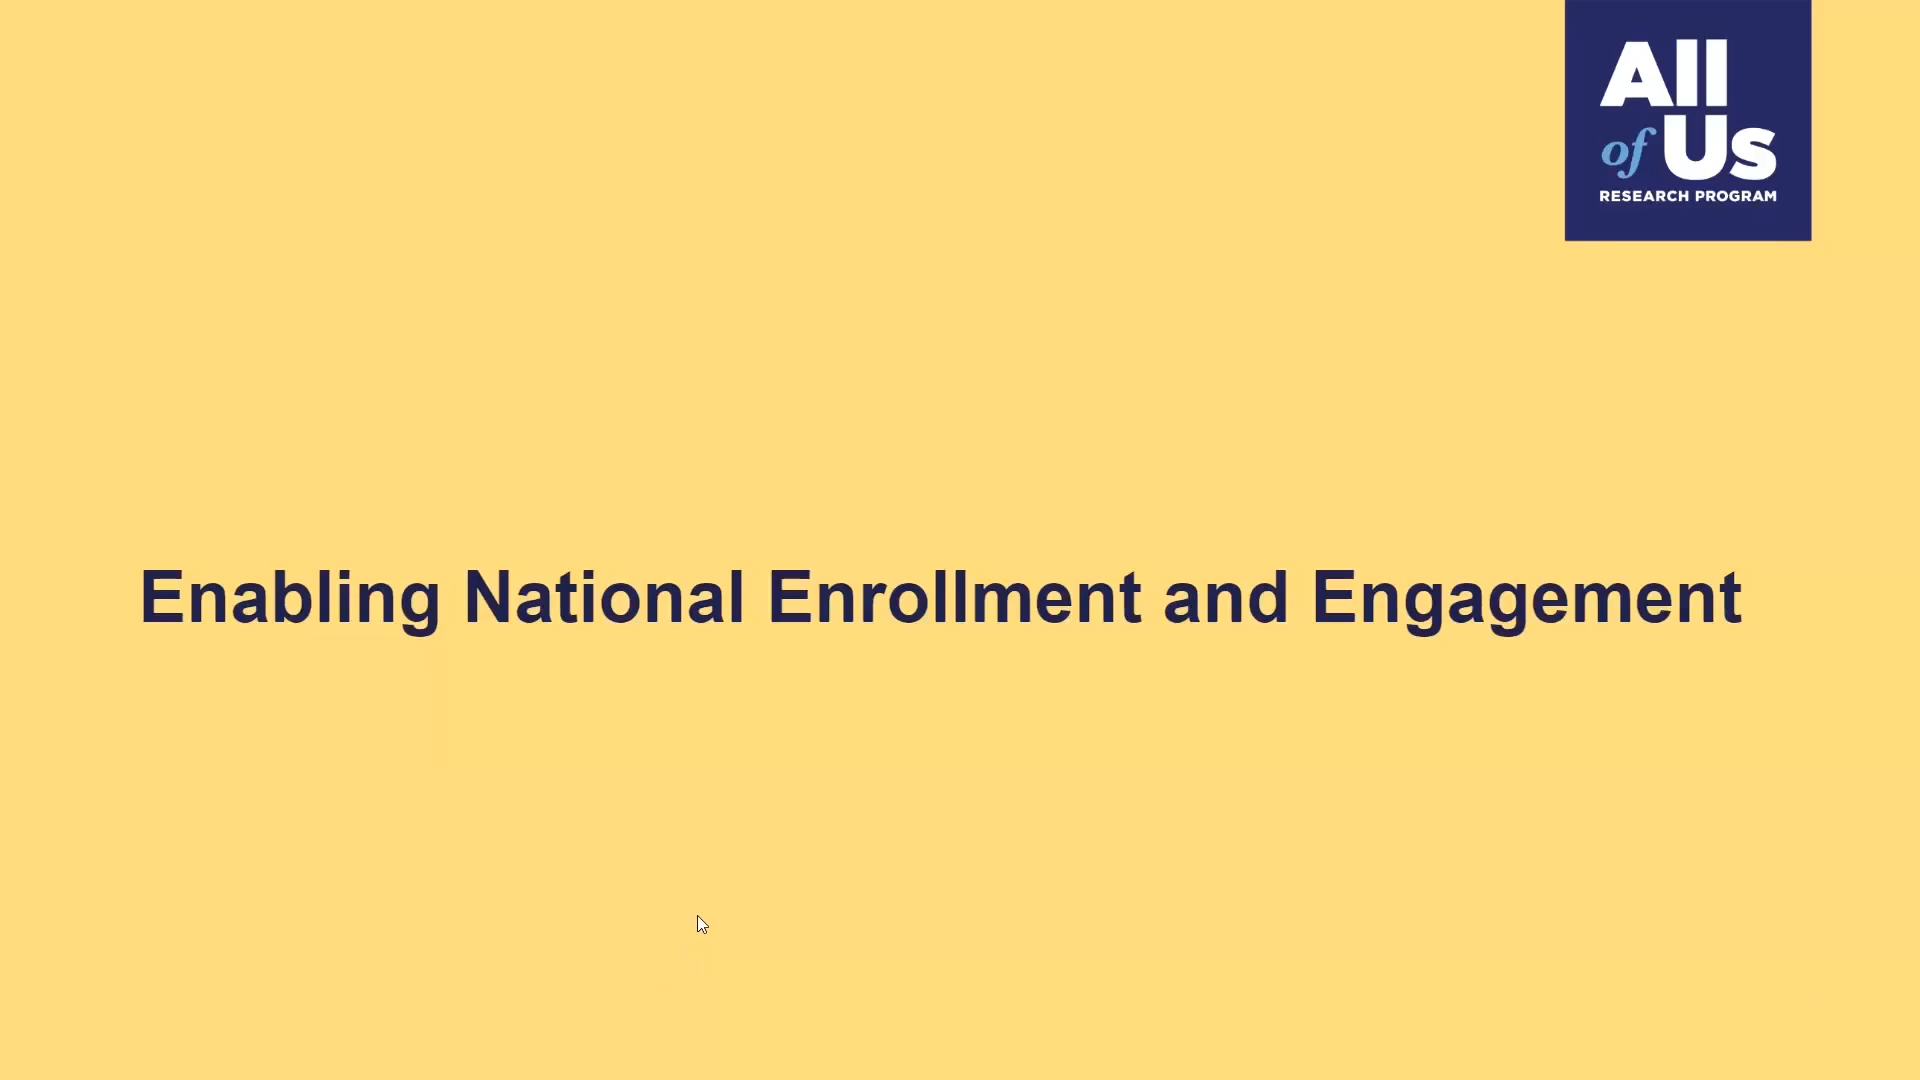 All
of Us
RESEARCH PROGRAM
Enabling National Enrollment and Engagement